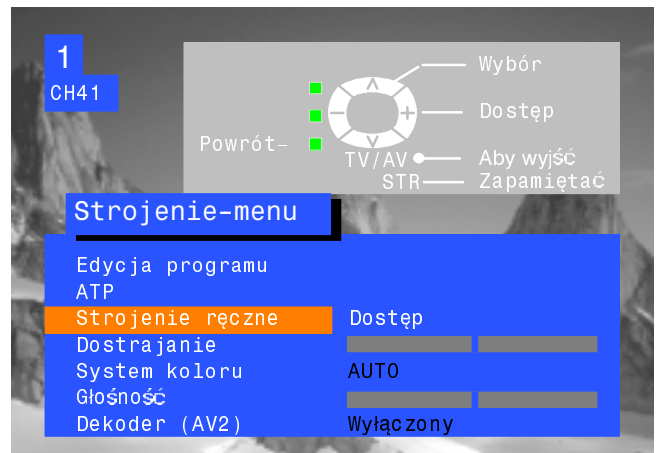 1
CH41
Wybór
Dostęp
Powrót–
TV/AV Aby wyjść
STR Zapamiętać
Strojenie-menu
Edycja programu
ATP
Strojenie ręczne Dostęp
Dostrajanie
System koloru AUTO
Głośność
Dekoder (AV2) Wyłączony